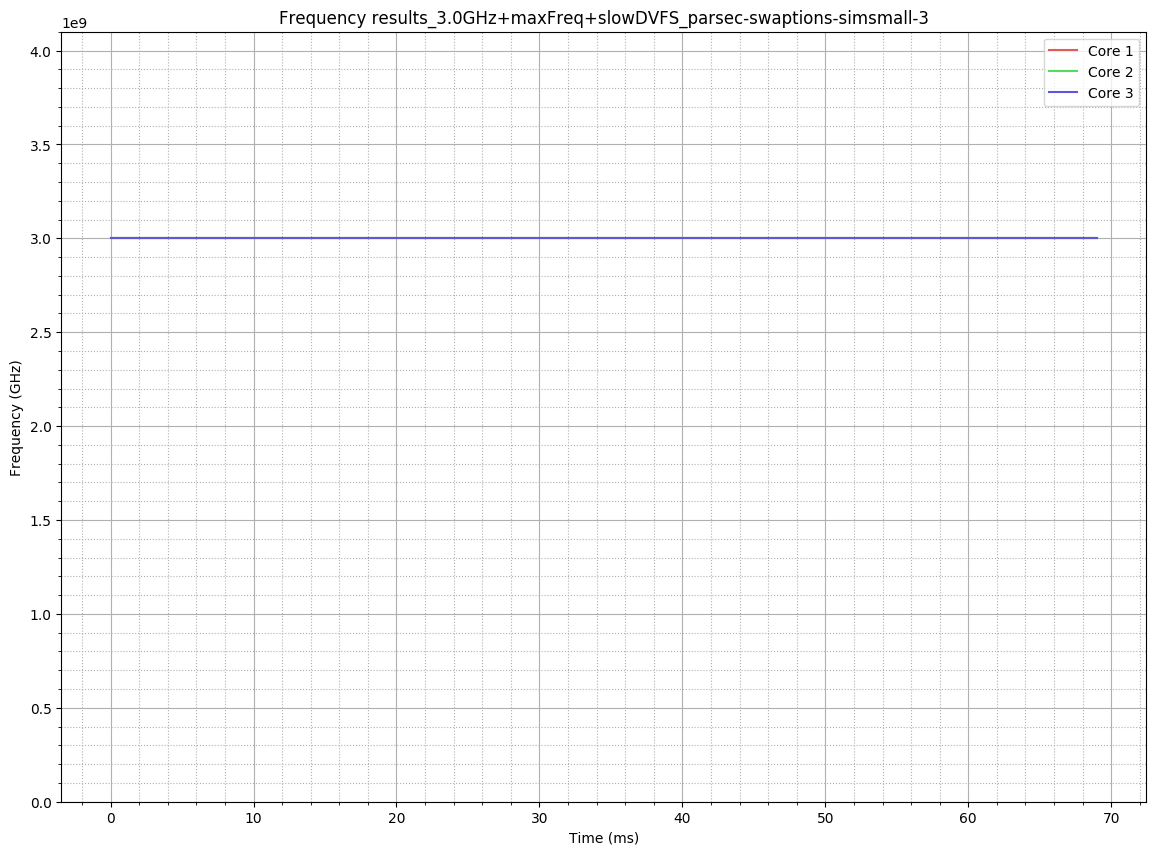 Frequency results_3.0GHz+maxFreq+slowDVFS_parsec-swaptions-simsmall-3
1e9
Core 1
Core 2
Core 3
4.0
3.5
3.0
2.5
2.0
1.5
1.0
0.5
0.0
Frequency (GHz)
0 10 20 30 40 50 60 70
Time (ms)